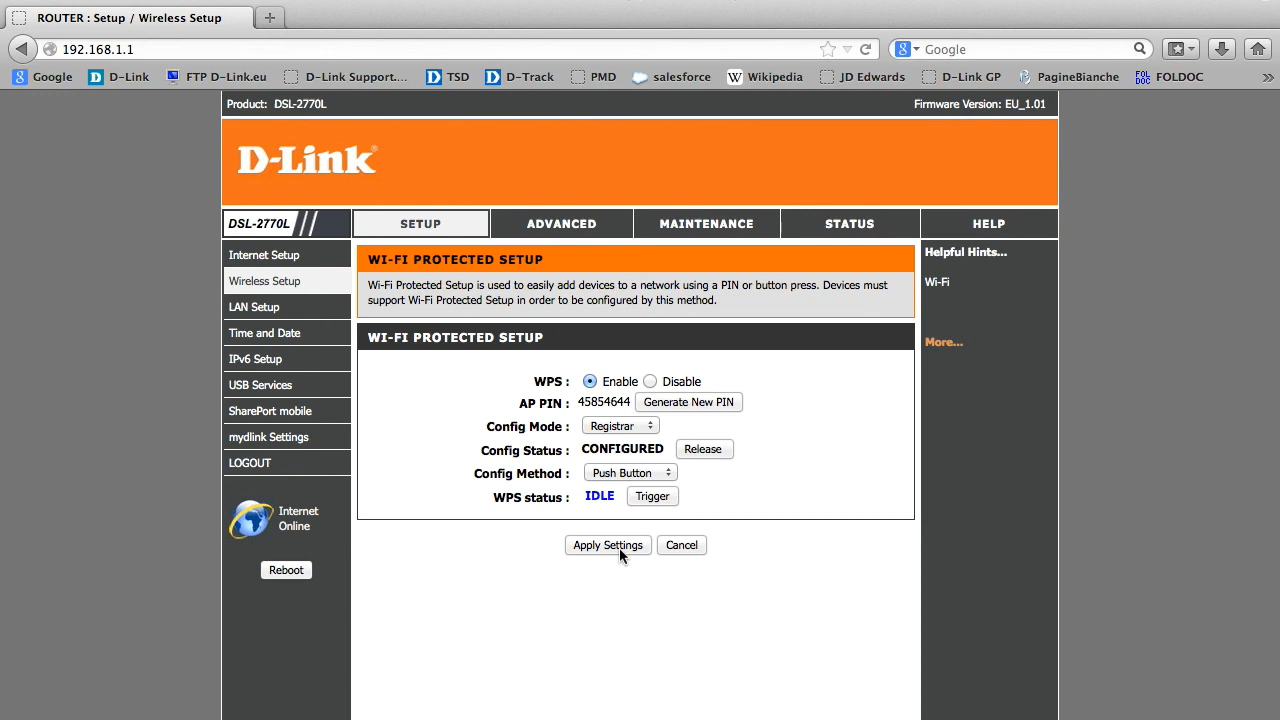 ROUTER : Setup / Wireless Setup
192.168.1.1
Google
Google D-Link FTP D-Link.eu D-Link Support.... TSD D-Track PMD salesforce Wikipedia JD Edwards D-Link GP PagineBianche FOLDOC
Product: DSL-2770L Firmware Version: EU_1.01
D-Link
DSL-2770L SETUP ADVANCED MAINTENANCE STATUS HELP
Internet Setup
Wireless Setup
LAN Setup
Time and Date
IPv6 Setup
USB Services
SharePort mobile
mydlink Settings
LOGOUT
Internet
Online
Reboot
WI-FI PROTECTED SETUP
Wi-Fi Protected Setup is used to easily add devices to a network using a PIN or button press. Devices must
support Wi-Fi Protected Setup in order to be configured by this method.
WI-FI PROTECTED SETUP
WPS : Enable Disable
AP PIN : 45854644 Generate New PIN
Config Mode : Registrar
Config Status : CONFIGURED Release
Config Method : Push Button
WPS status : IDLE Trigger
Apply Settings Cancel
Helpful Hints...
Wi-Fi
More...